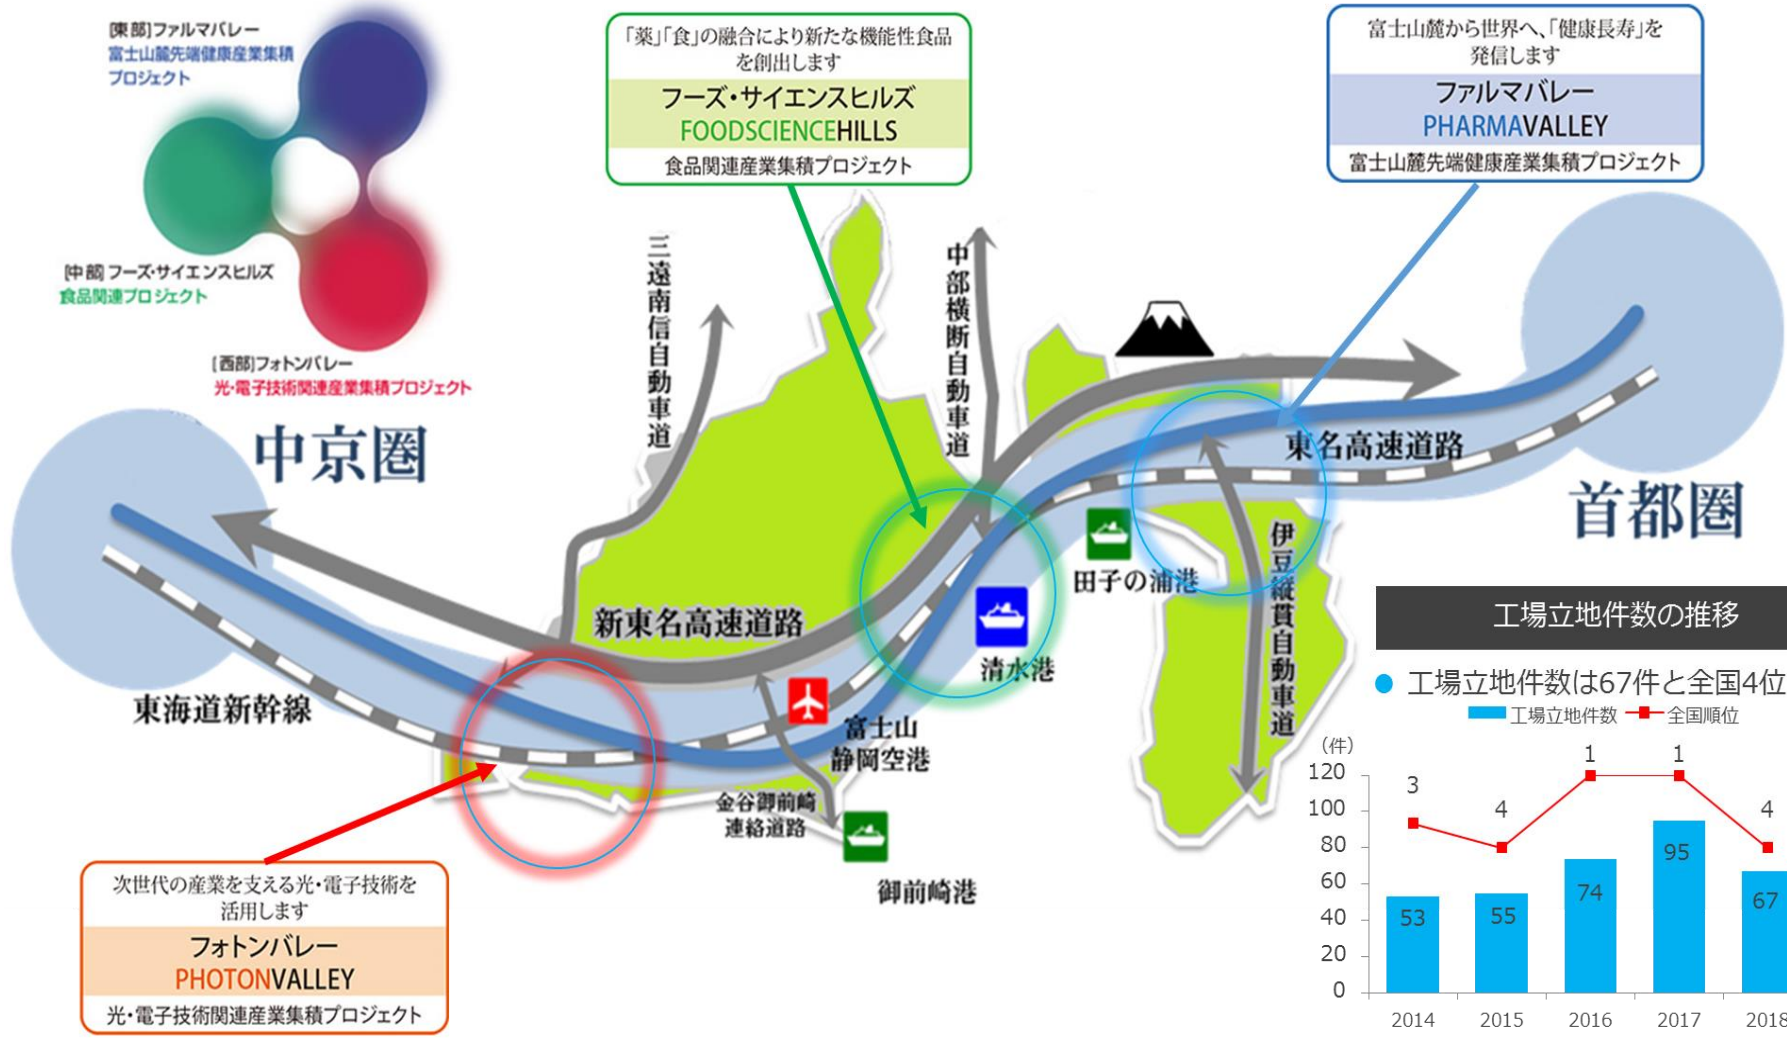 [東部]ファルマバレー
富士山麓先端健康産業集積
プロジェクト
[中部]フーズ・サイエンスヒルズ
食品関連プロジェクト
[西部]フォトンバレー
光・電子技術関連産業集積プロジェクト
「薬」「食」の融合により新たな機能性食品
を創出します
フーズ・サイエンスヒルズ
FOODSCIENCEHILLS
食品関連産業集積プロジェクト
富士山麓から世界へ、「健康長寿」を
発信します
ファルマバレー
PHARMAVALLEY
富士山麓先端健康産業集積プロジェクト
三遠南信自動車道
中部横断自動車道
中京圏
東名高速道路
首都圏
田子の浦港
伊豆縦貫自動車道
新東名高速道路
清水港
東海道新幹線
富士山
静岡空港
金谷御前崎
連絡道路
御前崎港
次世代の産業を支える光・電子技術を
活用します
フォトンバレー
PHOTONVALLEY
光・電子技術関連産業集積プロジェクト
工場立地件数の推移
● 工場立地件数は67件と全国4位
工場立地件数 全国順位
(件)
120
100
80
60
40
20
0
3 4 1 1 4
53 55 74 95 67
2014 2015 2016 2017 2018